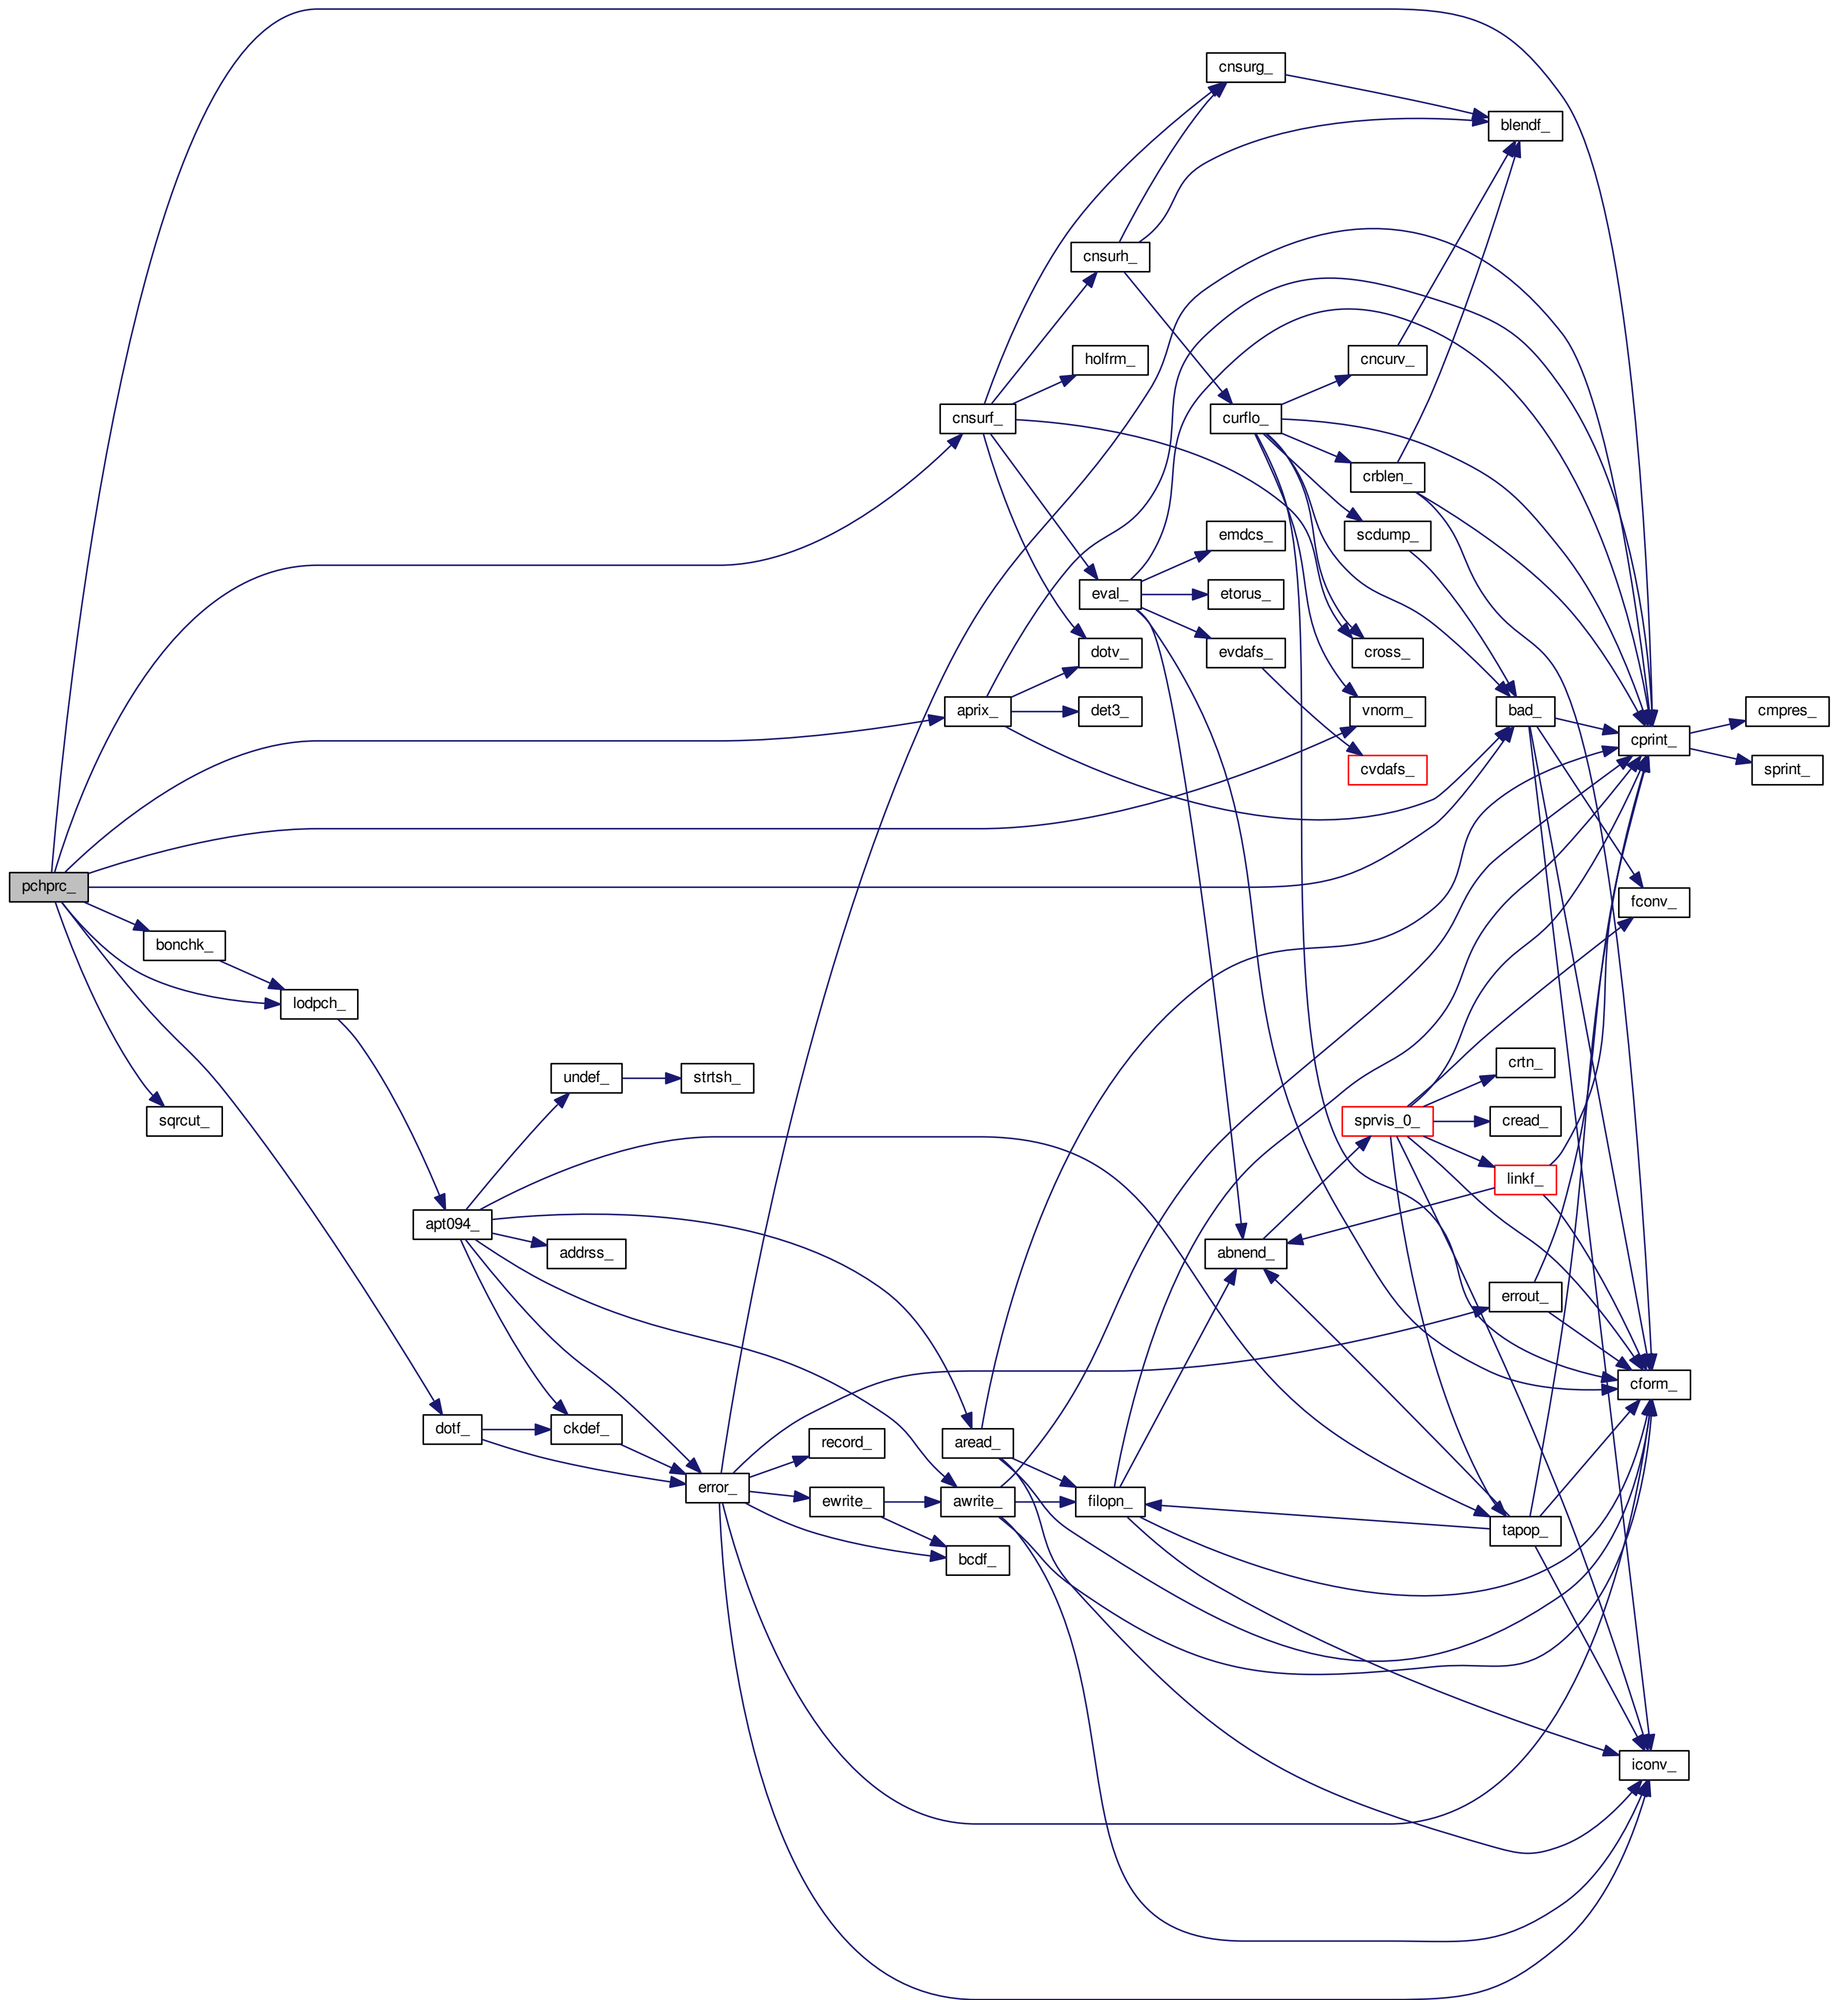 cnsurg_
blendf_
cnsurh_
holfrm_
cncurv_
cnsurf_
curflo_
crblen_
emdcs_
scdump_
eval_
etorus_
dotv_
evdafs_
cross_
aprix_
det3_
vnorm_
bad_
cmpres_
cprint_
cvdafs_
sprint_
pchprc_
fconv_
bonchk_
lodpch_
crtn_
undef_
strtsh_
sqrcut_
sprvis_0_
cread_
linkf_
apt094_
addrss_
abnend_
errout_
cform_
dotf_
ckdef_
record_
aread_
error_
ewrite_
awrite_
filopn_
tapop_
bcdf_
iconv_